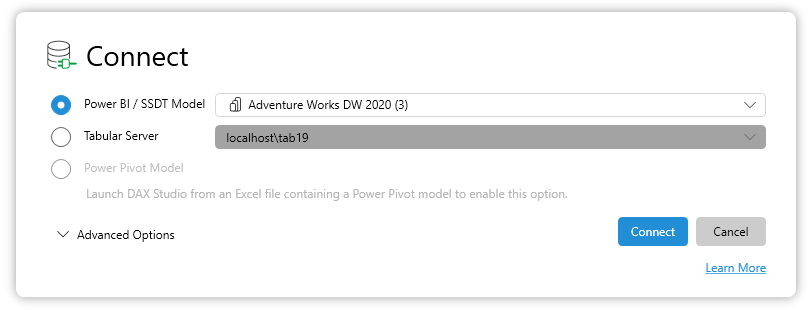 Connect
Power BI / SSDT Model Adventure Works DW 2020 (3)
Tabular Server localhost\tab19
Power Pivot Model
Launch DAX Studio from an Excel file containing a Power Pivot model to enable this option.
Advanced Options Connect Cancel
Learn More